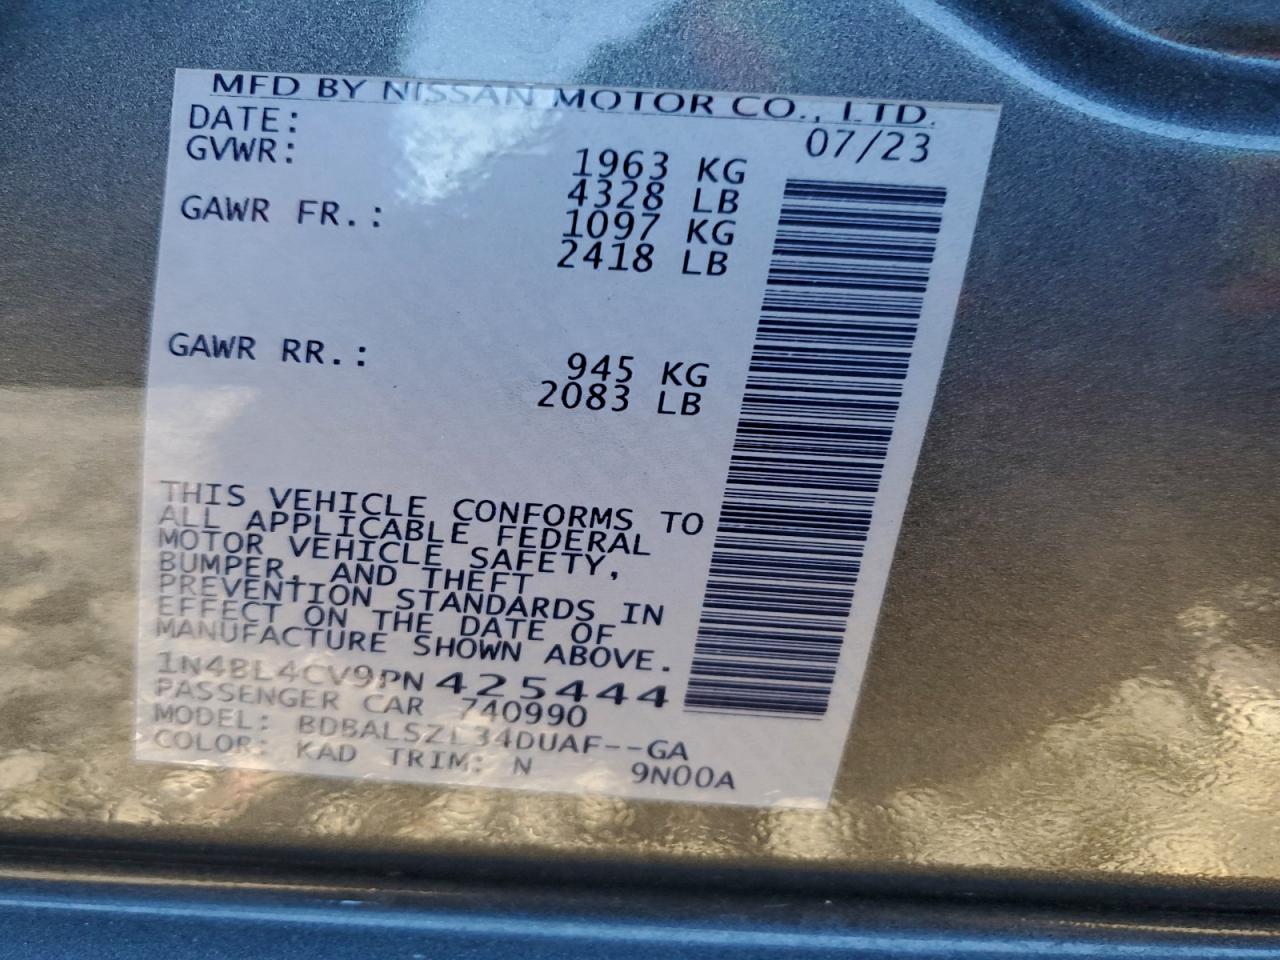 MFD BY NISSAN MOTOR CO., LTD.
DATE: 07/23
GVWR: 1963 KG
4328 LB
GAWR FR.: 1097 KG
2418 LB
GAWR RR.: 945 KG
2083 LB
THIS VEHICLE CONFORMS TO
ALL APPLICABLE FEDERAL
MOTOR VEHICLE SAFETY,
BUMPER, AND THEFT
PREVENTION STANDARDS IN
EFFECT ON THE DATE OF
MANUFACTURE SHOWN ABOVE.
1N4BL4CV9PN425444
PASSENGER CAR 740990
MODEL: BDBALSZL34DUAF--GA
COLOR: KAD TRIM: N 9N00A